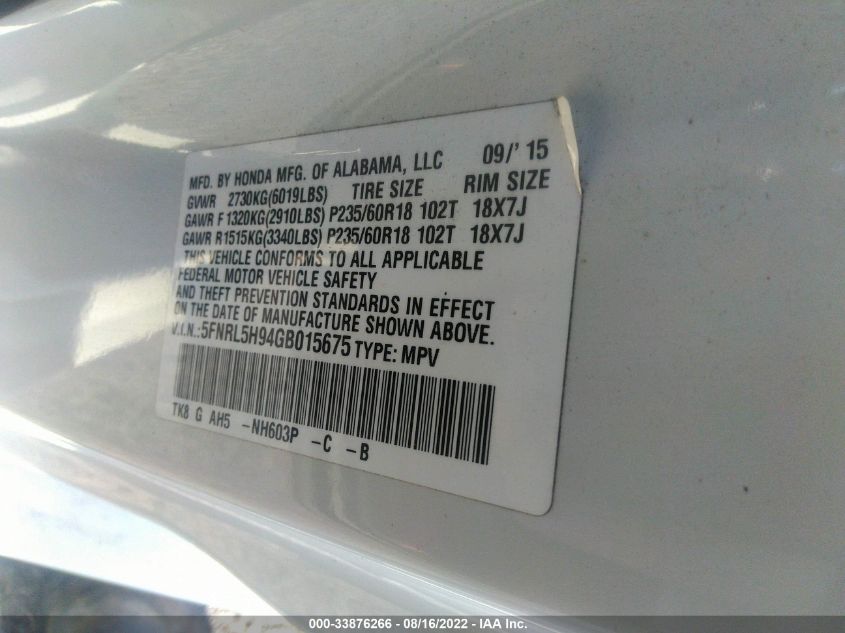 MFD. BY HONDA MFG. OF ALABAMA, LLC 09/'15
GVWR 2730KG(6019LBS) TIRE SIZE RIM SIZE
GAWR F1320KG(2910LBS) P235/60R18 102T 18X7J
GAWR R1515KG(3340LBS) P235/60R18 102T 18X7J
THIS VEHICLE CONFORMS TO ALL APPLICABLE
FEDERAL MOTOR VEHICLE SAFETY
AND THEFT PREVENTION STANDARDS IN EFFECT
ON THE DATE OF MANUFACTURE SHOWN ABOVE.
V.I.N.:5FNRL5H94GB015675 TYPE: MPV
TK8 G AH5 -NH603P -C -B
000-33876266 - 08/16/2022 - IAA Inc.